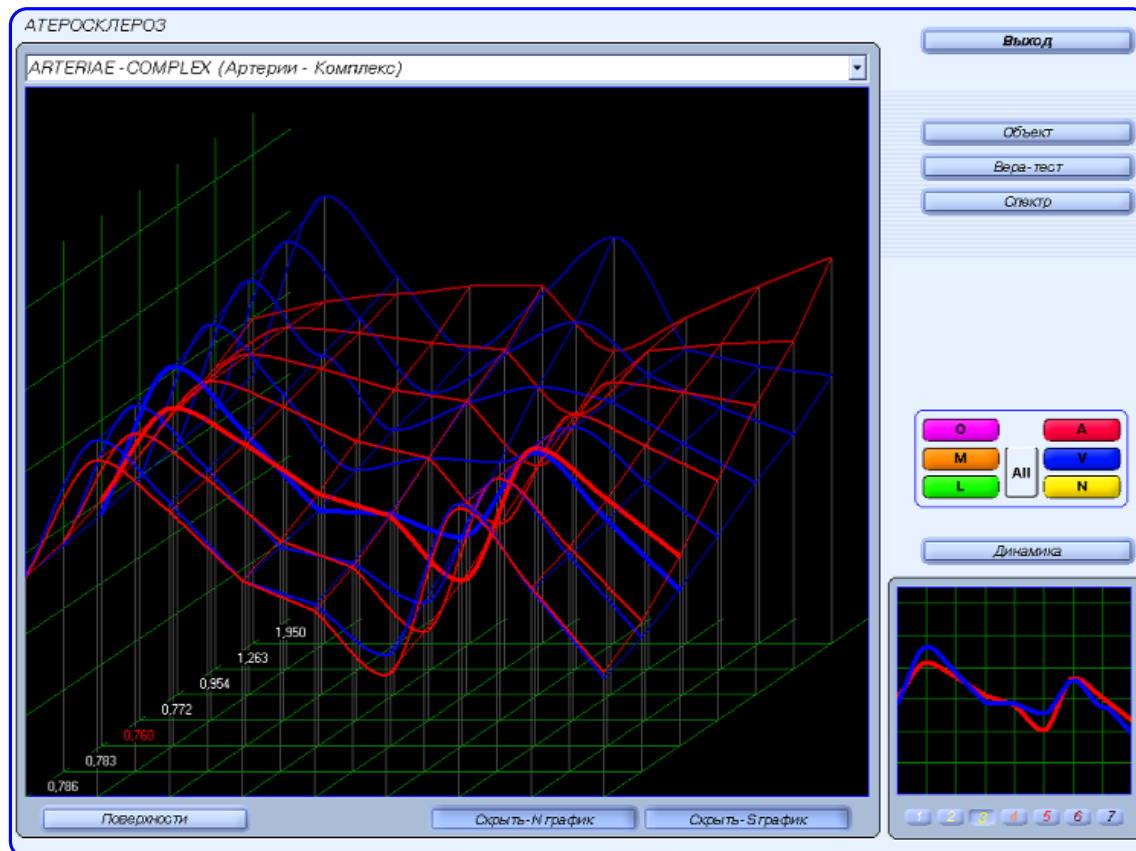 АТЕРОСКЛЕРОЗ
Выход
ARTERIAE - COMPLEX (Артерии - Комплекс)
Объект
Вера-тест
Спектр
O
A
M
All
V
L
N
Динамика
1,950
1,263
0,954
0,772
0,760
0,783
0,786
Поверхности
Скрыть-N график
Скрыть-S график
1 2 3 4 5 6 7